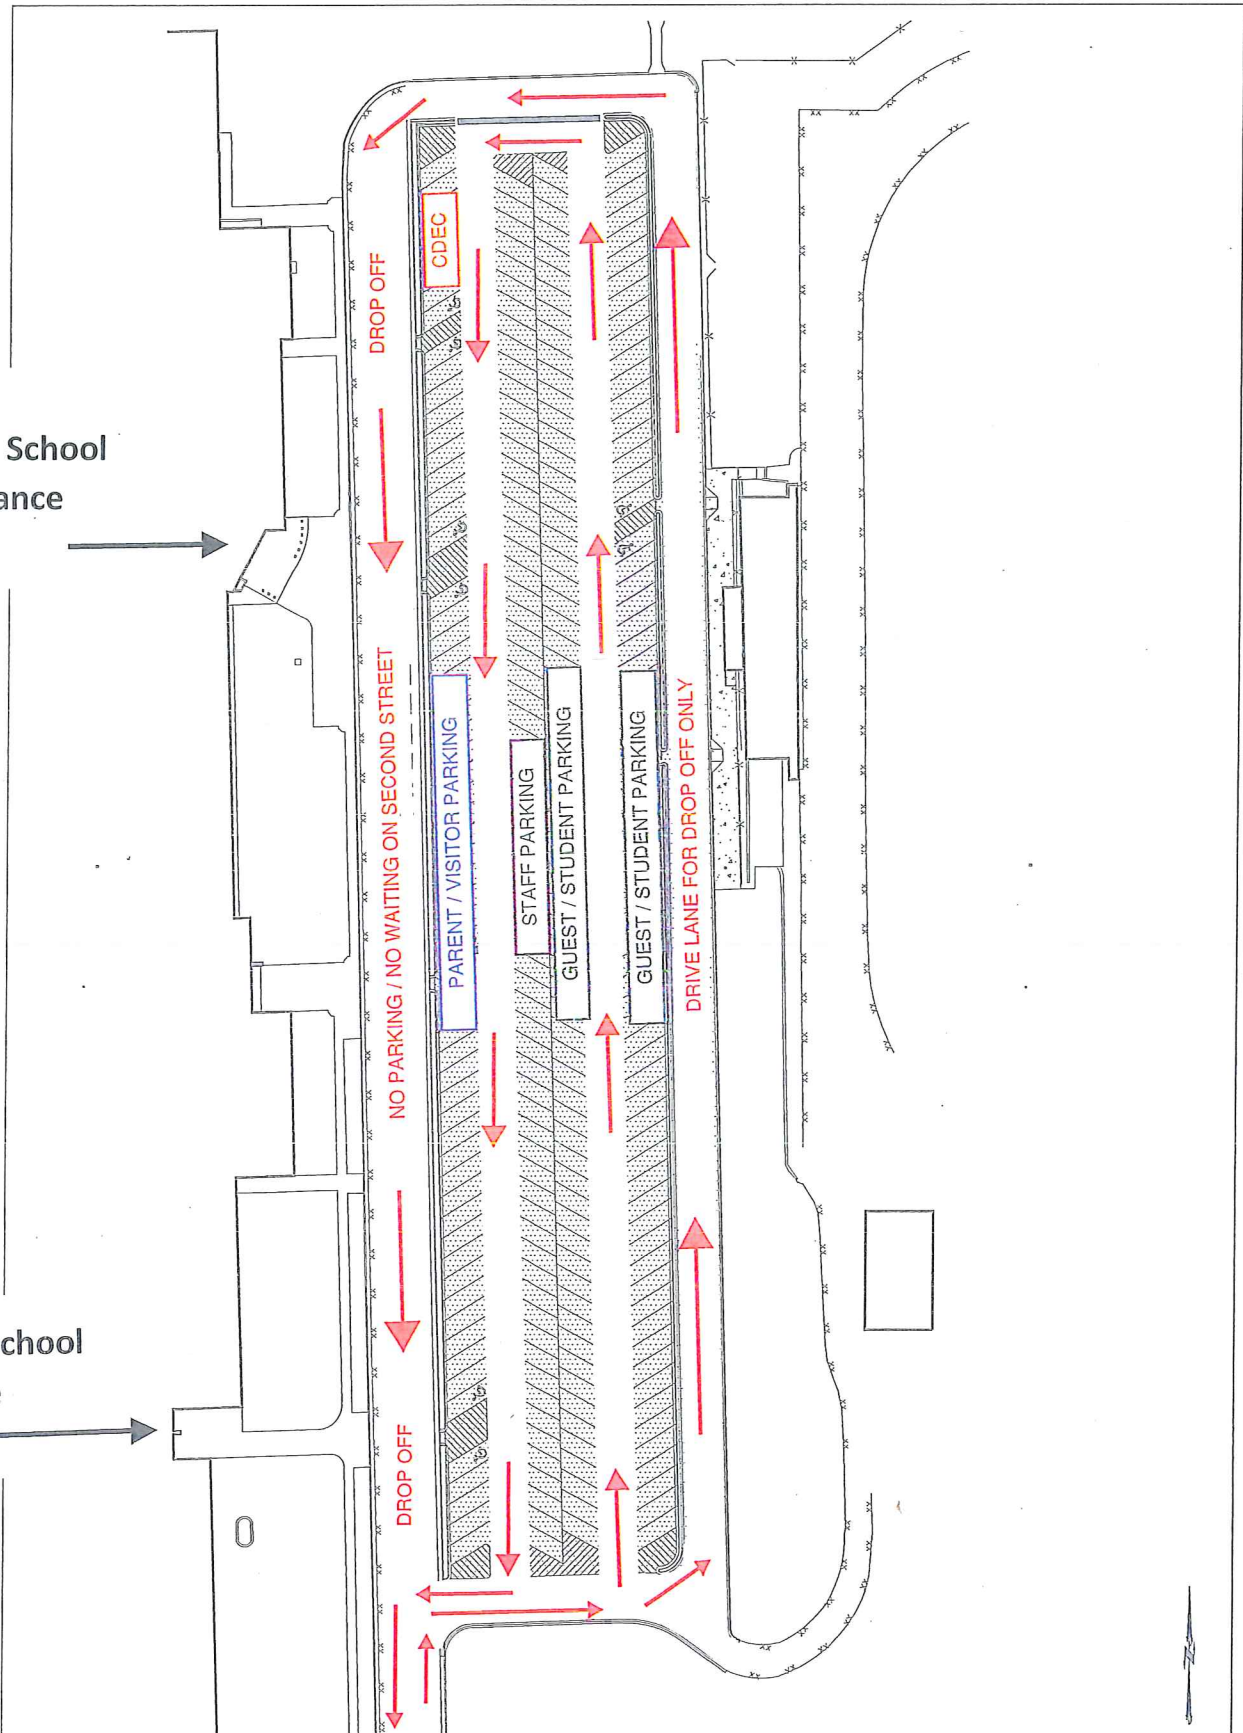 School
ance
chool
DROP OFF
CDEC
NO PARKING / NO WAITING ON SECOND STREET
PARENT / VISITOR PARKING
STAFF PARKING
GUEST / STUDENT PARKING
GUEST / STUDENT PARKING
DRIVE LANE FOR DROP OFF ONLY
DROP OFF
N